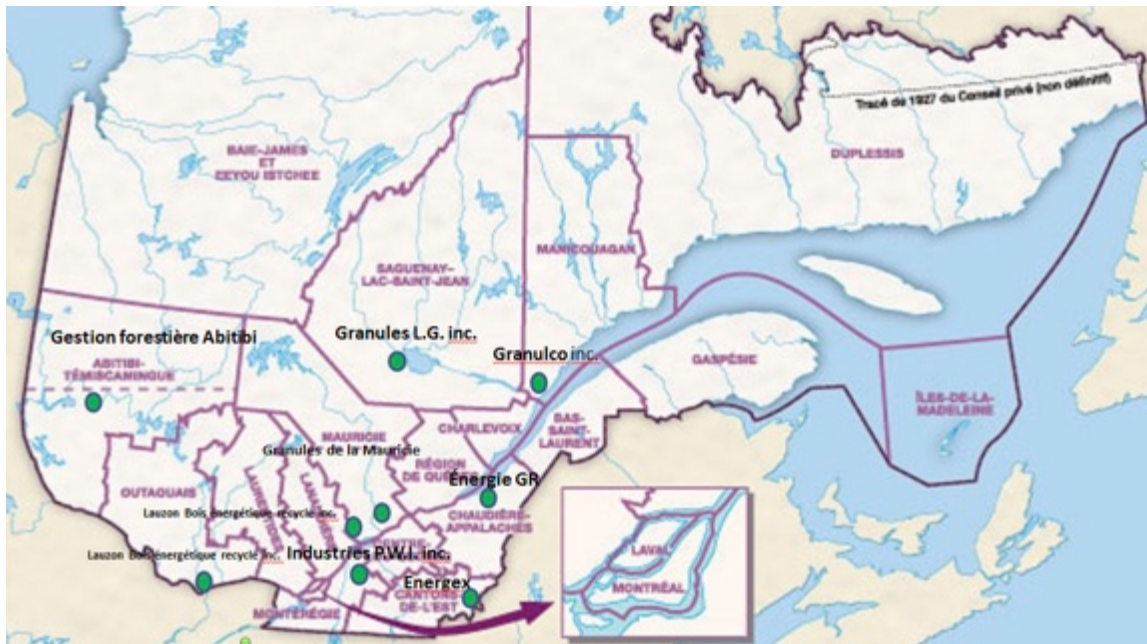 Tracé de 1927 du Conseil privé (non définitif)
BAIE-JAMES
ET
EEYOU ISTCHEE
DUPLESSIS
MANICOUAGAN
SAGUENAY–
LAC-SAINT-JEAN
Gestion forestière Abitibi
Granules L.G. inc.
Granulco inc.
ABITIBI-
TÉMISCAMINGUE
GASPÉSIE
ÎLES-DE-LA-
MADELEINE
MAURICIE
CHARLEVOIX
BAS-
SAINT-
LAURENT
Granules de la Mauricie
RÉGION
DE QUÉBEC
Énergie GR
OUTAOUAIS
LAURENTIDES
CHAUDIÈRE-
APPALACHES
Lauzon Bois énergétique recyclé inc.
Lauzon Bois énergétique recyclé inc.
Industries P.W.I. inc.
CENTRE-
Energex
CANTONS-
DE-L'EST
MONTÉRÉGIE
LAVAL
MONTRÉAL